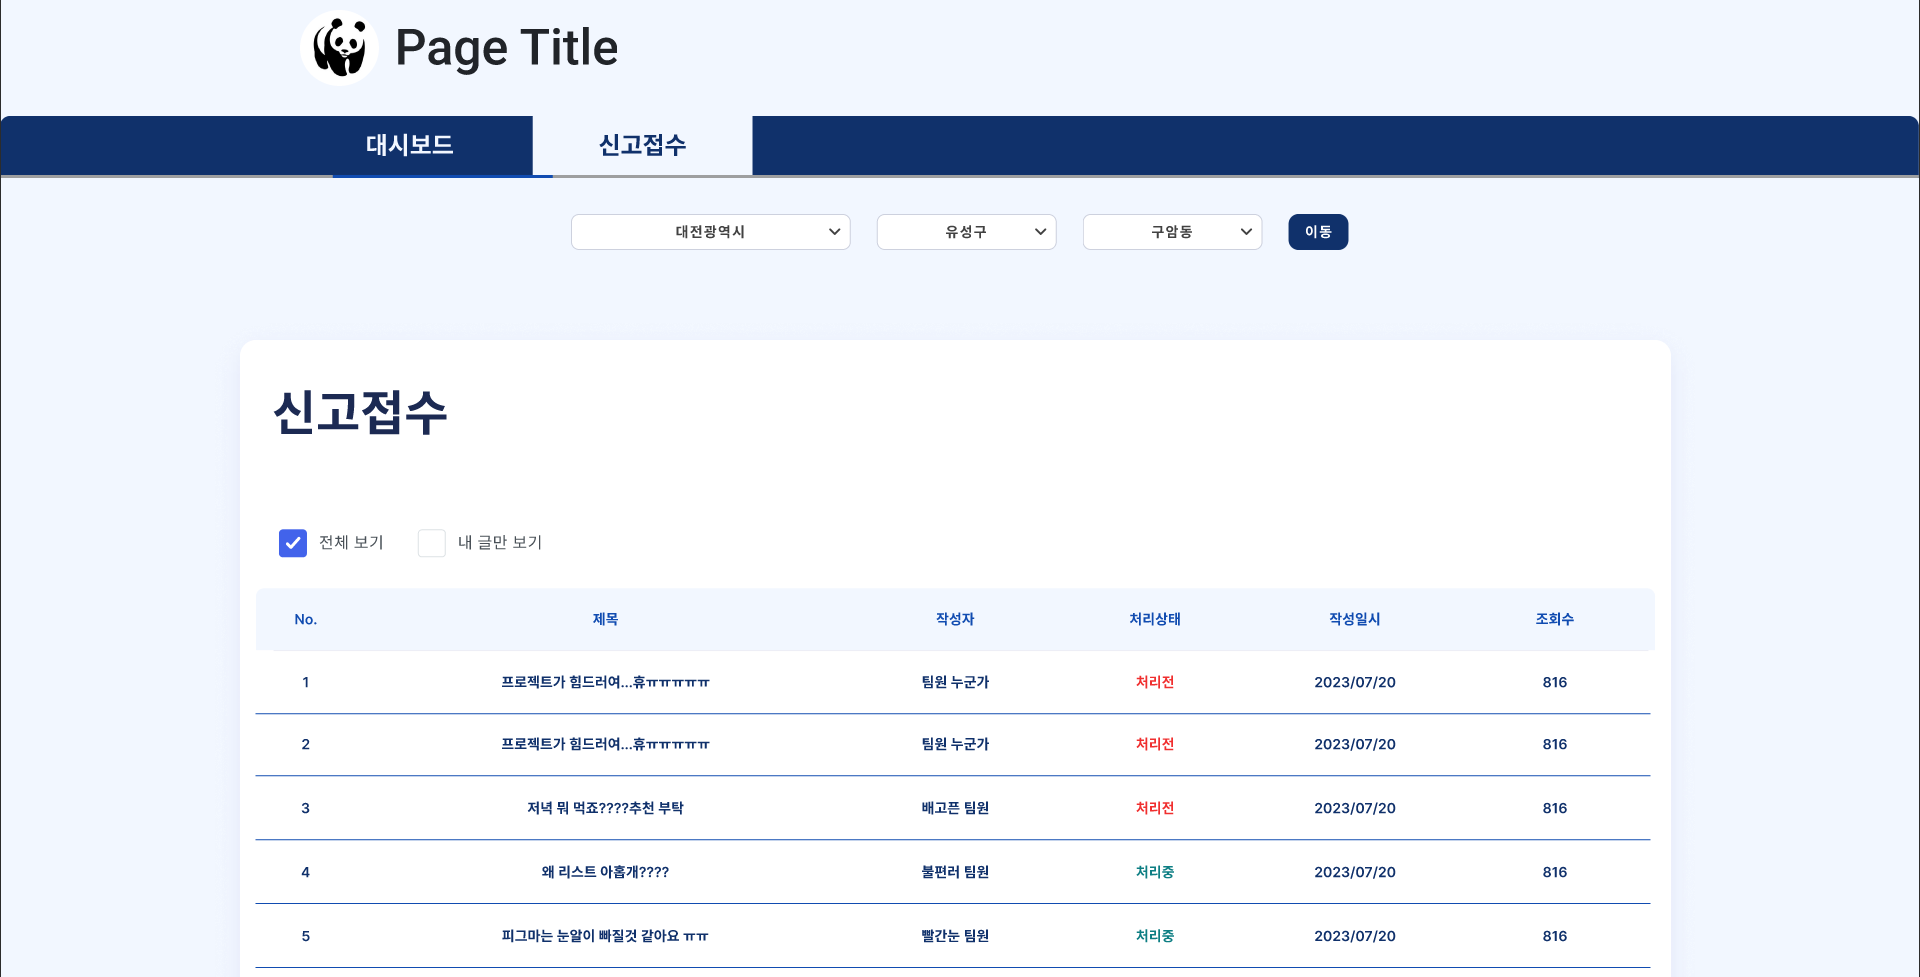 Page Title
대시보드 신고접수
대전광역시 유성구 구암동 이동
신고접수
전체 보기 내 글만 보기
No. 제목 작성자 처리상태 작성일시 조회수
1 프로젝트가 힘드러여...휴ㅠㅠㅠㅠㅠ 팀원 누군가 처리전 2023/07/20 816
2 프로젝트가 힘드러여...휴ㅠㅠㅠㅠㅠ 팀원 누군가 처리전 2023/07/20 816
3 저녁 뭐 먹죠????추천 부탁 배고픈 팀원 처리전 2023/07/20 816
4 왜 리스트 아홉개???? 불편러 팀원 처리중 2023/07/20 816
5 피그마는 눈알이 빠질것 같아요 ㅠㅠ 빨간눈 팀원 처리중 2023/07/20 816